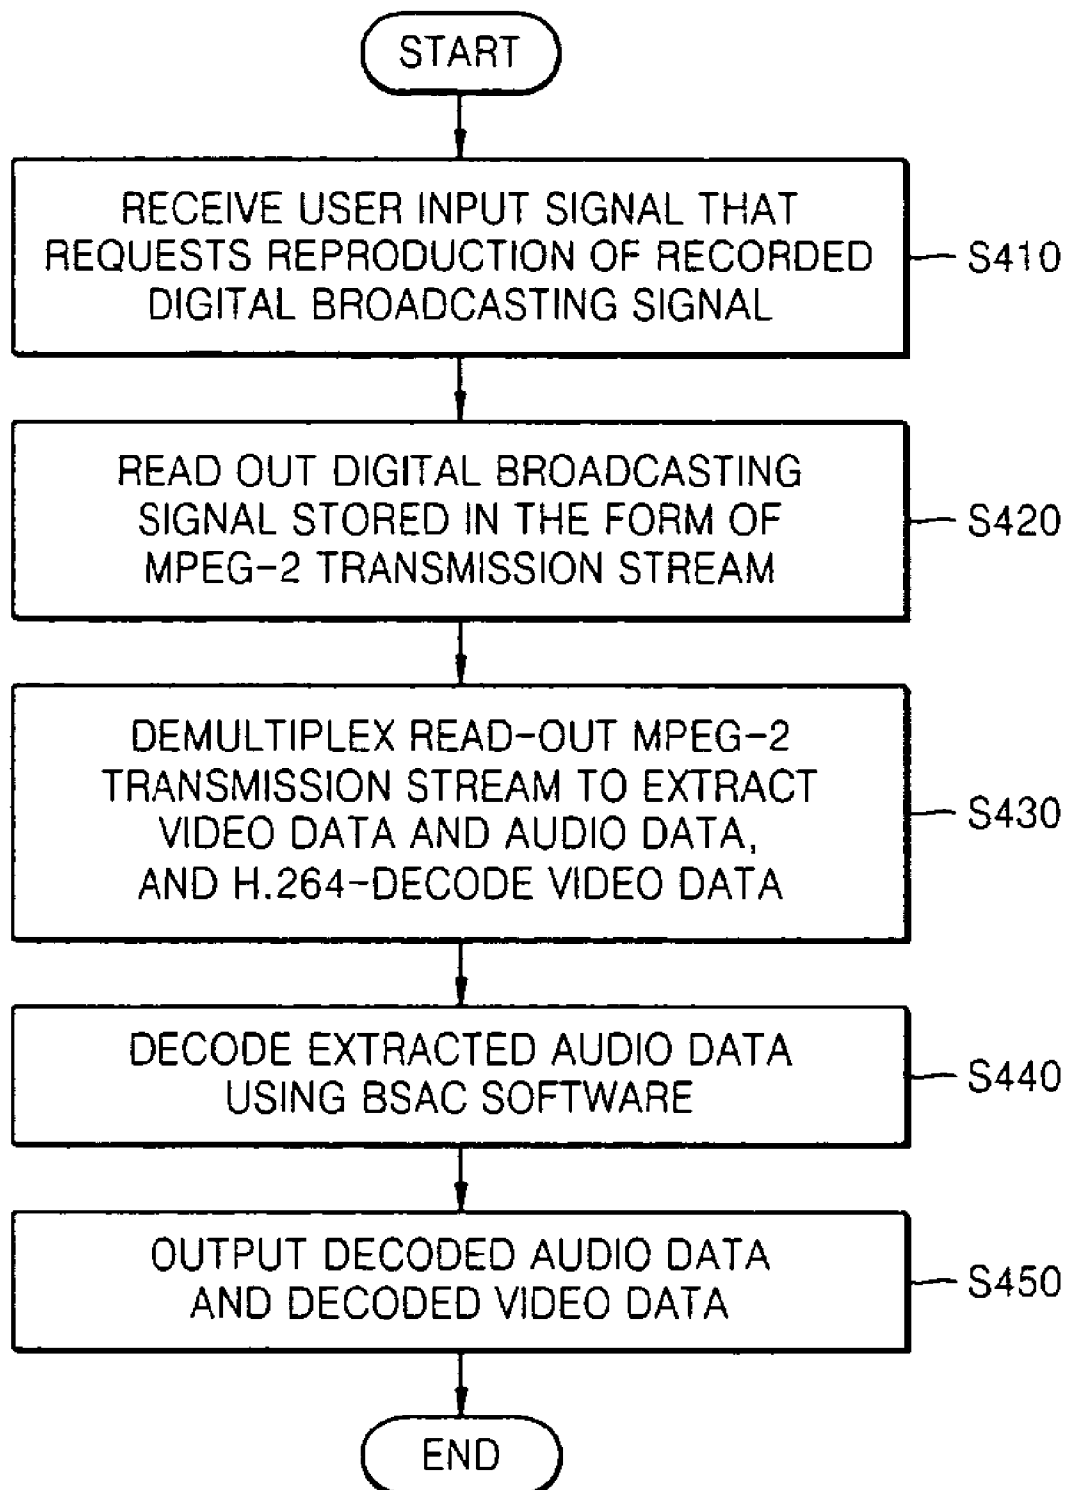 START
RECEIVE USER INPUT SIGNAL THAT
REQUESTS REPRODUCTION OF RECORDED
DIGITAL BROADCASTING SIGNAL
S410
READ OUT DIGITAL BROADCASTING
SIGNAL STORED IN THE FORM OF
MPEG-2 TRANSMISSION STREAM
S420
DEMULTIPLEX READ-OUT MPEG-2
TRANSMISSION STREAM TO EXTRACT
VIDEO DATA AND AUDIO DATA,
AND H.264-DECODE VIDEO DATA
S430
DECODE EXTRACTED AUDIO DATA
USING BSAC SOFTWARE
S440
OUTPUT DECODED AUDIO DATA
AND DECODED VIDEO DATA
S450
END